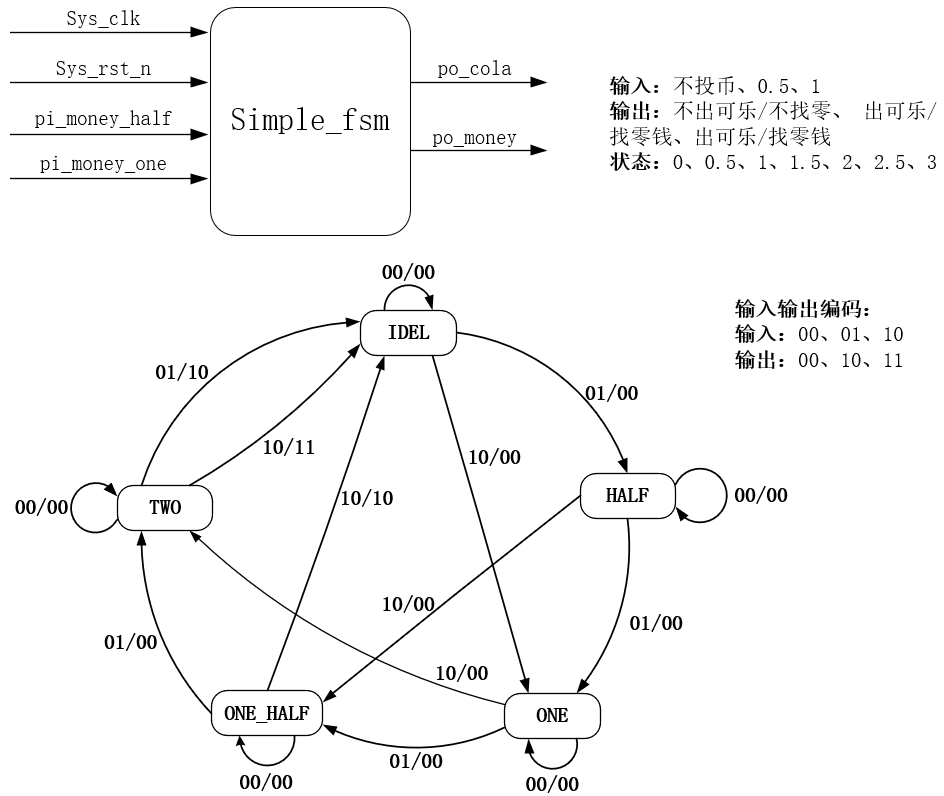 Sys_clk
Sys_rst_n
pi_money_half
pi_money_one
Simple_fsm
po_cola
po_money
输入：不投币、0.5、1
输出：不出可乐/不找零、 出可乐/
找零钱、出可乐/找零钱
状态：0、0.5、1、1.5、2、2.5、3
00/00
IDEL
输入输出编码：
输入：00、01、10
输出：00、10、11
01/10
01/00
10/11
10/00
00/00
TWO
10/10
HALF
00/00
10/00
01/00
01/00
10/00
ONE_HALF
ONE
01/00
00/00
00/00